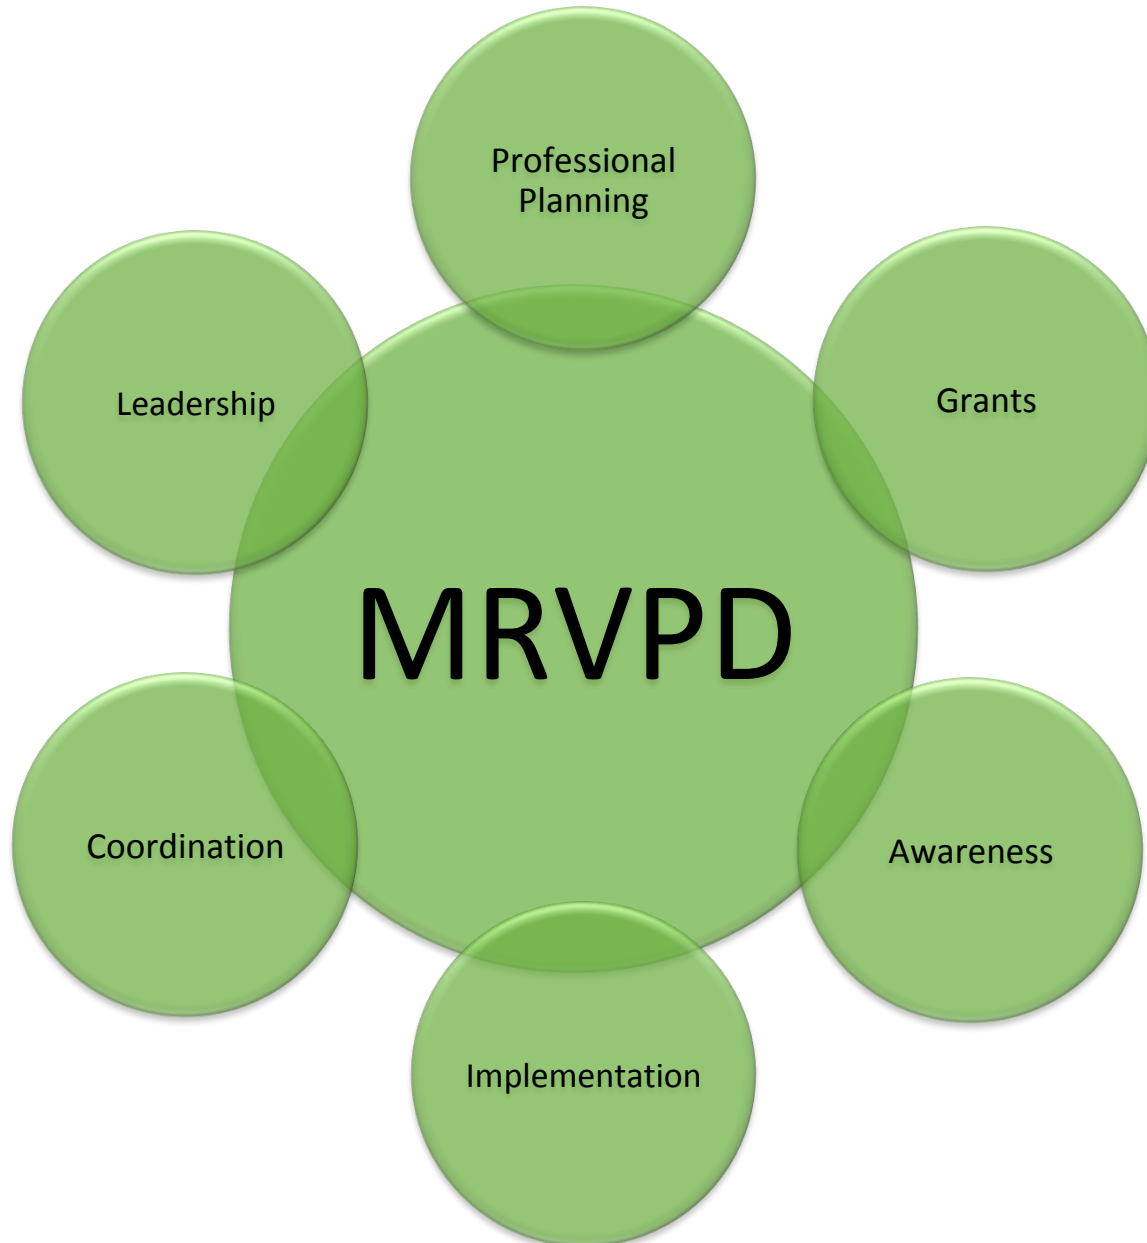 Professional
Planning
Leadership
Grants
MRVPD
Coordination
Awareness
Implementation